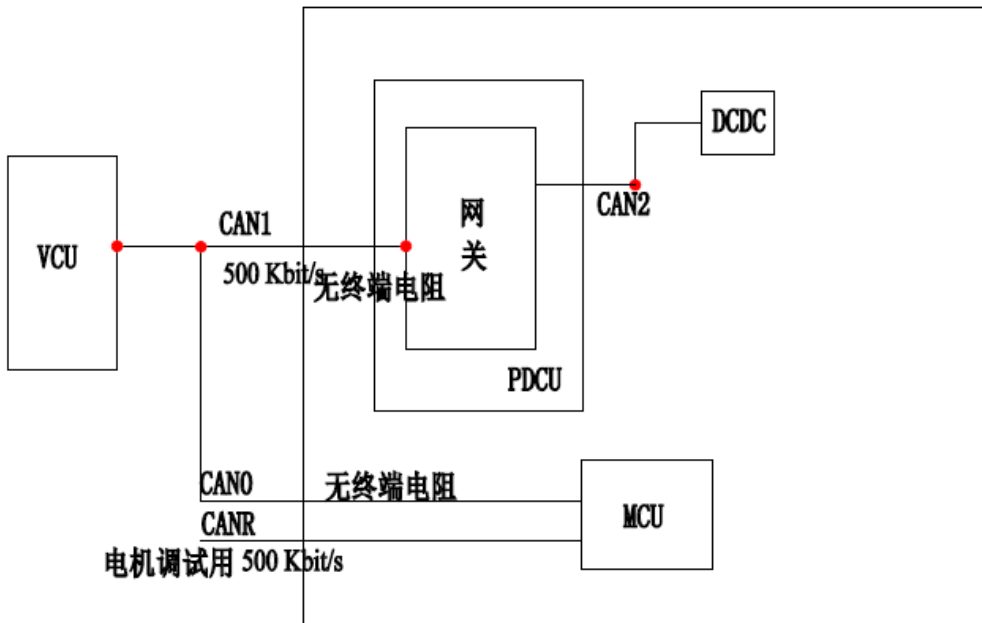 DCDC
CAN2
网
关
CAN1
VCU
500 Kbit/s
无终端电阻
PDCU
CAN0
无终端电阻
MCU
CANR
电机调试用 500 Kbit/s